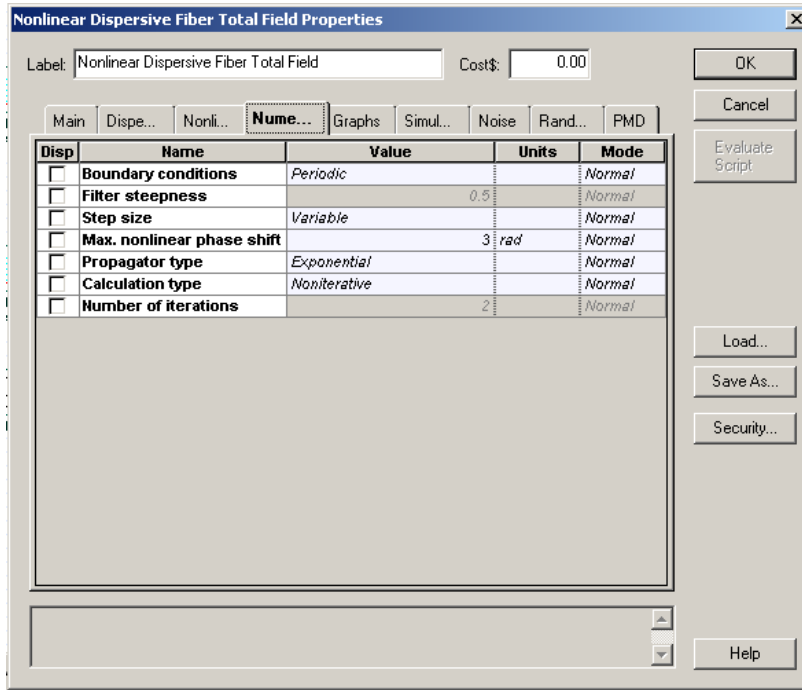 Nonlinear Dispersive Fiber Total Field Properties
Label: Nonlinear Dispersive Fiber Total Field Cost$: 0.00
OK
Cancel
Evaluate Script
Main Dispe... Nonli... Nume... Graphs Simul... Noise Rand... PMD
Disp Name Value Units Mode
Boundary conditions Periodic Normal
Filter steepness 0.5 Normal
Step size Variable Normal
Max. nonlinear phase shift 3 rad Normal
Propagator type Exponential Normal
Calculation type Noniterative Normal
Number of iterations 2 Normal
Load...
Save As...
Security...
Help